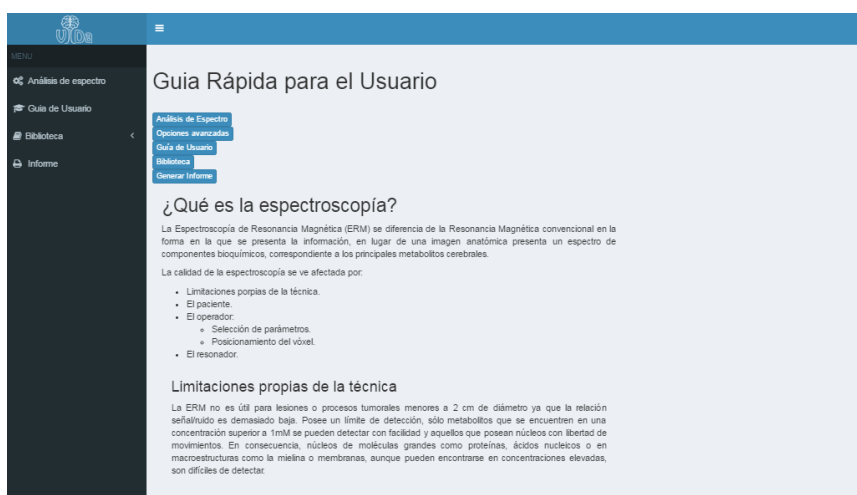 UIDe
MENU
Análisis de espectro
Guia de Usuario
Biblioteca
Informe
Guia Rápida para el Usuario
Análisis de Espectro
Opciones avanzadas
Guía de Usuario
Biblioteca
Generar Informe
¿Qué es la espectroscopía?
La Espectroscopía de Resonancia Magnética (ERM) se diferencia de la Resonancia Magnética convencional en la
forma en la que se presenta la información, en lugar de una imagen anatómica presenta un espectro de
componentes bioquímicos, correspondiente a los principales metabolitos cerebrales.
La calidad de la espectroscopía se ve afectada por:
Limitaciones porpias de la técnica.
El paciente.
El operador:
Selección de parámetros.
Posicionamiento del vóxel.
El resonador.
Limitaciones propias de la técnica
La ERM no es útil para lesiones o procesos tumorales menores a 2 cm de diámetro ya que la relación
señal/ruido es demasiado baja. Posee un límite de detección, sólo metabolitos que se encuentren en una
concentración superior a 1mM se pueden detectar con facilidad y aquellos que posean núcleos con libertad de
movimientos. En consecuencia, núcleos de moléculas grandes como proteínas, ácidos nucleicos o en
macroestructuras como la mielina o membranas, aunque pueden encontrarse en concentraciones elevadas,
son difíciles de detectar.